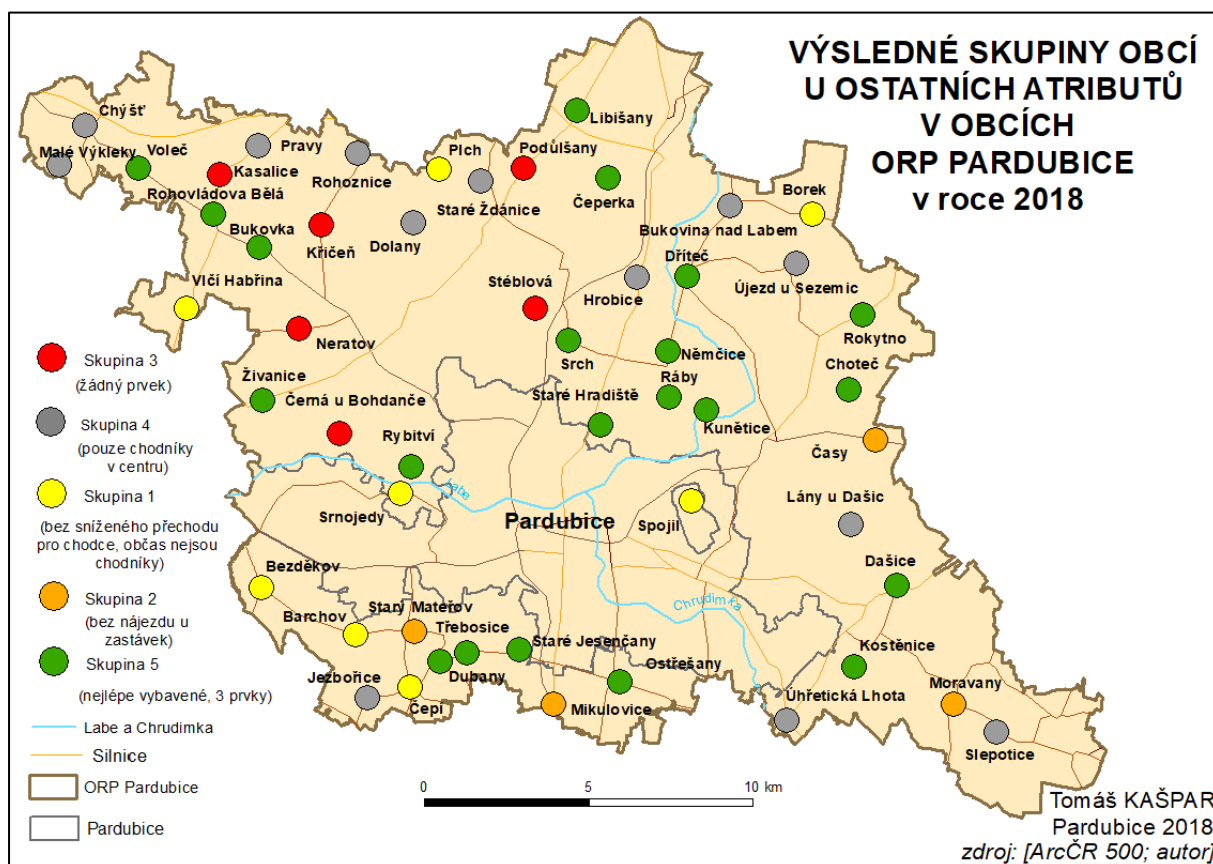 VÝSLEDNÉ SKUPINY OBCÍ
U OSTATNÍCH ATRIBUTŮ
V OBCÍCH
ORP PARDUBICE
v roce 2018
Chýšť
Libišany
Malé Výkleky
Voleč
Pravy
Plch
Podůlšany
Kasalice
Rohoznice
Rohovládova Bělá
Čeperka
Borek
Staré Ždánice
Bukovka
Křičeň
Dolany
Bukovina nad Labem
Dříteč
Vlčí Habřina
Stéblová
Hrobice
Újezd u Sezemic
Neratov
Rokytno
Srch
Němčice
Choteč
Živanice
Ráby
Černá u Bohdanče
Staré Hradiště
Kunětice
Rybitví
Časy
Labe
Srnojedy
Pardubice
Spojil
Lány u Dašic
Bezděkov
Dašice
Chrudimka
Barchov
Starý Mateřov
Třebosice
Staré Jesenčany
Kostěnice
Ostřešany
Jezbořice
Dubany
Moravany
Čepí
Mikulovice
Úhřetická Lhota
Slepotice
Skupina 3
(žádný prvek)
Skupina 4
(pouze chodníky
v centru)
Skupina 1
(bez sníženého přechodu
pro chodce, občas nejsou
chodníky)
Skupina 2
(bez nájezdu u
zastávek)
Skupina 5
(nejlépe vybavené, 3 prvky)
Labe a Chrudimka
Silnice
ORP Pardubice
Pardubice
0 5 10 km
Tomáš KAŠPAR
Pardubice 2018
zdroj: [ArcČR 500; autor]